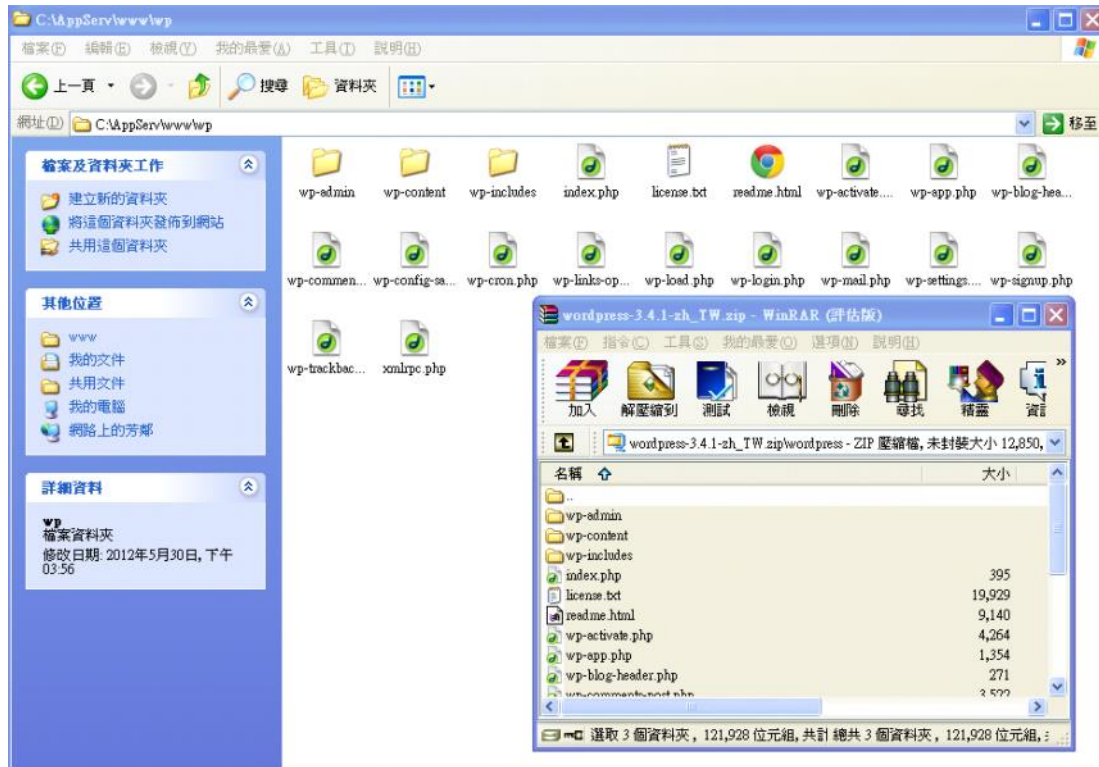 C:\AppServ\www\wp
檔案(F) 編輯(E) 檢視(V) 我的最愛(A) 工具(T) 說明(H)
上一頁 搜尋 資料夾
網址(D) C:\AppServ\www\wp 移至
檔案及資料夾工作
建立新的資料夾
將這個資料夾發佈到網站
共用這個資料夾
其他位置
www
我的文件
共用文件
我的電腦
網路上的芳鄰
詳細資料
wp
檔案資料夾
修改日期: 2012年5月30日, 下午
03:56
wp-admin wp-content wp-includes index.php license.txt readme.html wp-activate.... wp-app.php wp-blog-hea...
wp-commen... wp-config-sa... wp-cron.php wp-links-op... wp-load.php wp-login.php wp-mail.php wp-settings.... wp-signup.php
wp-trackbac... xmlrpc.php
wordpress-3.4.1-zh_TW.zip - WinRAR (評估版)
檔案(F) 指令(C) 工具(S) 我的最愛(O) 選項(N) 說明(H)
加入 解壓縮到 測試 檢視 刪除 尋找 精靈 資訊
wordpress-3.4.1-zh_TW.zip\wordpress - ZIP 壓縮檔, 未封裝大小 12,850,
名稱 大小
..
wp-admin
wp-content
wp-includes
index.php 395
license.txt 19,929
readme.html 9,140
wp-activate.php 4,264
wp-app.php 1,354
wp-blog-header.php 271
wp-comments-post.php 3,522
選取 3 個資料夾, 121,928 位元組, 共計 總共 3 個資料夾, 121,928 位元組,